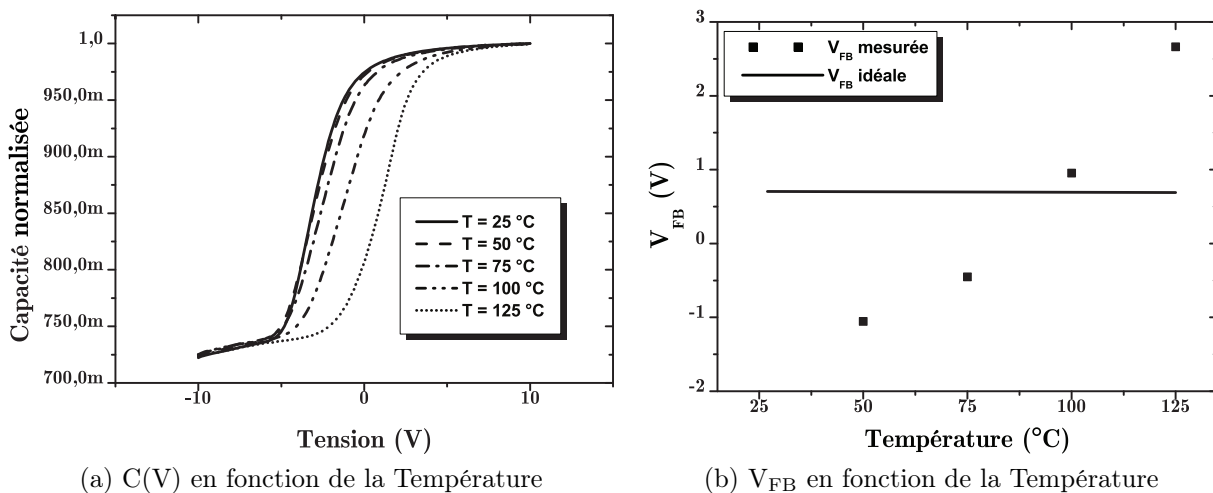 1,0
950,0m
900,0m
850,0m
800,0m
750,0m
700,0m
Capacité normalisée
T = 25 °C
T = 50 °C
T = 75 °C
T = 100 °C
T = 125 °C
-10
0
10
Tension (V)
(a) C(V) en fonction de la Température
3
2
1
0
-1
-2
V_FB (V)
V_FB mesurée
V_FB idéale
25
50
75
100
125
Température (°C)
(b) V_FB en fonction de la Température